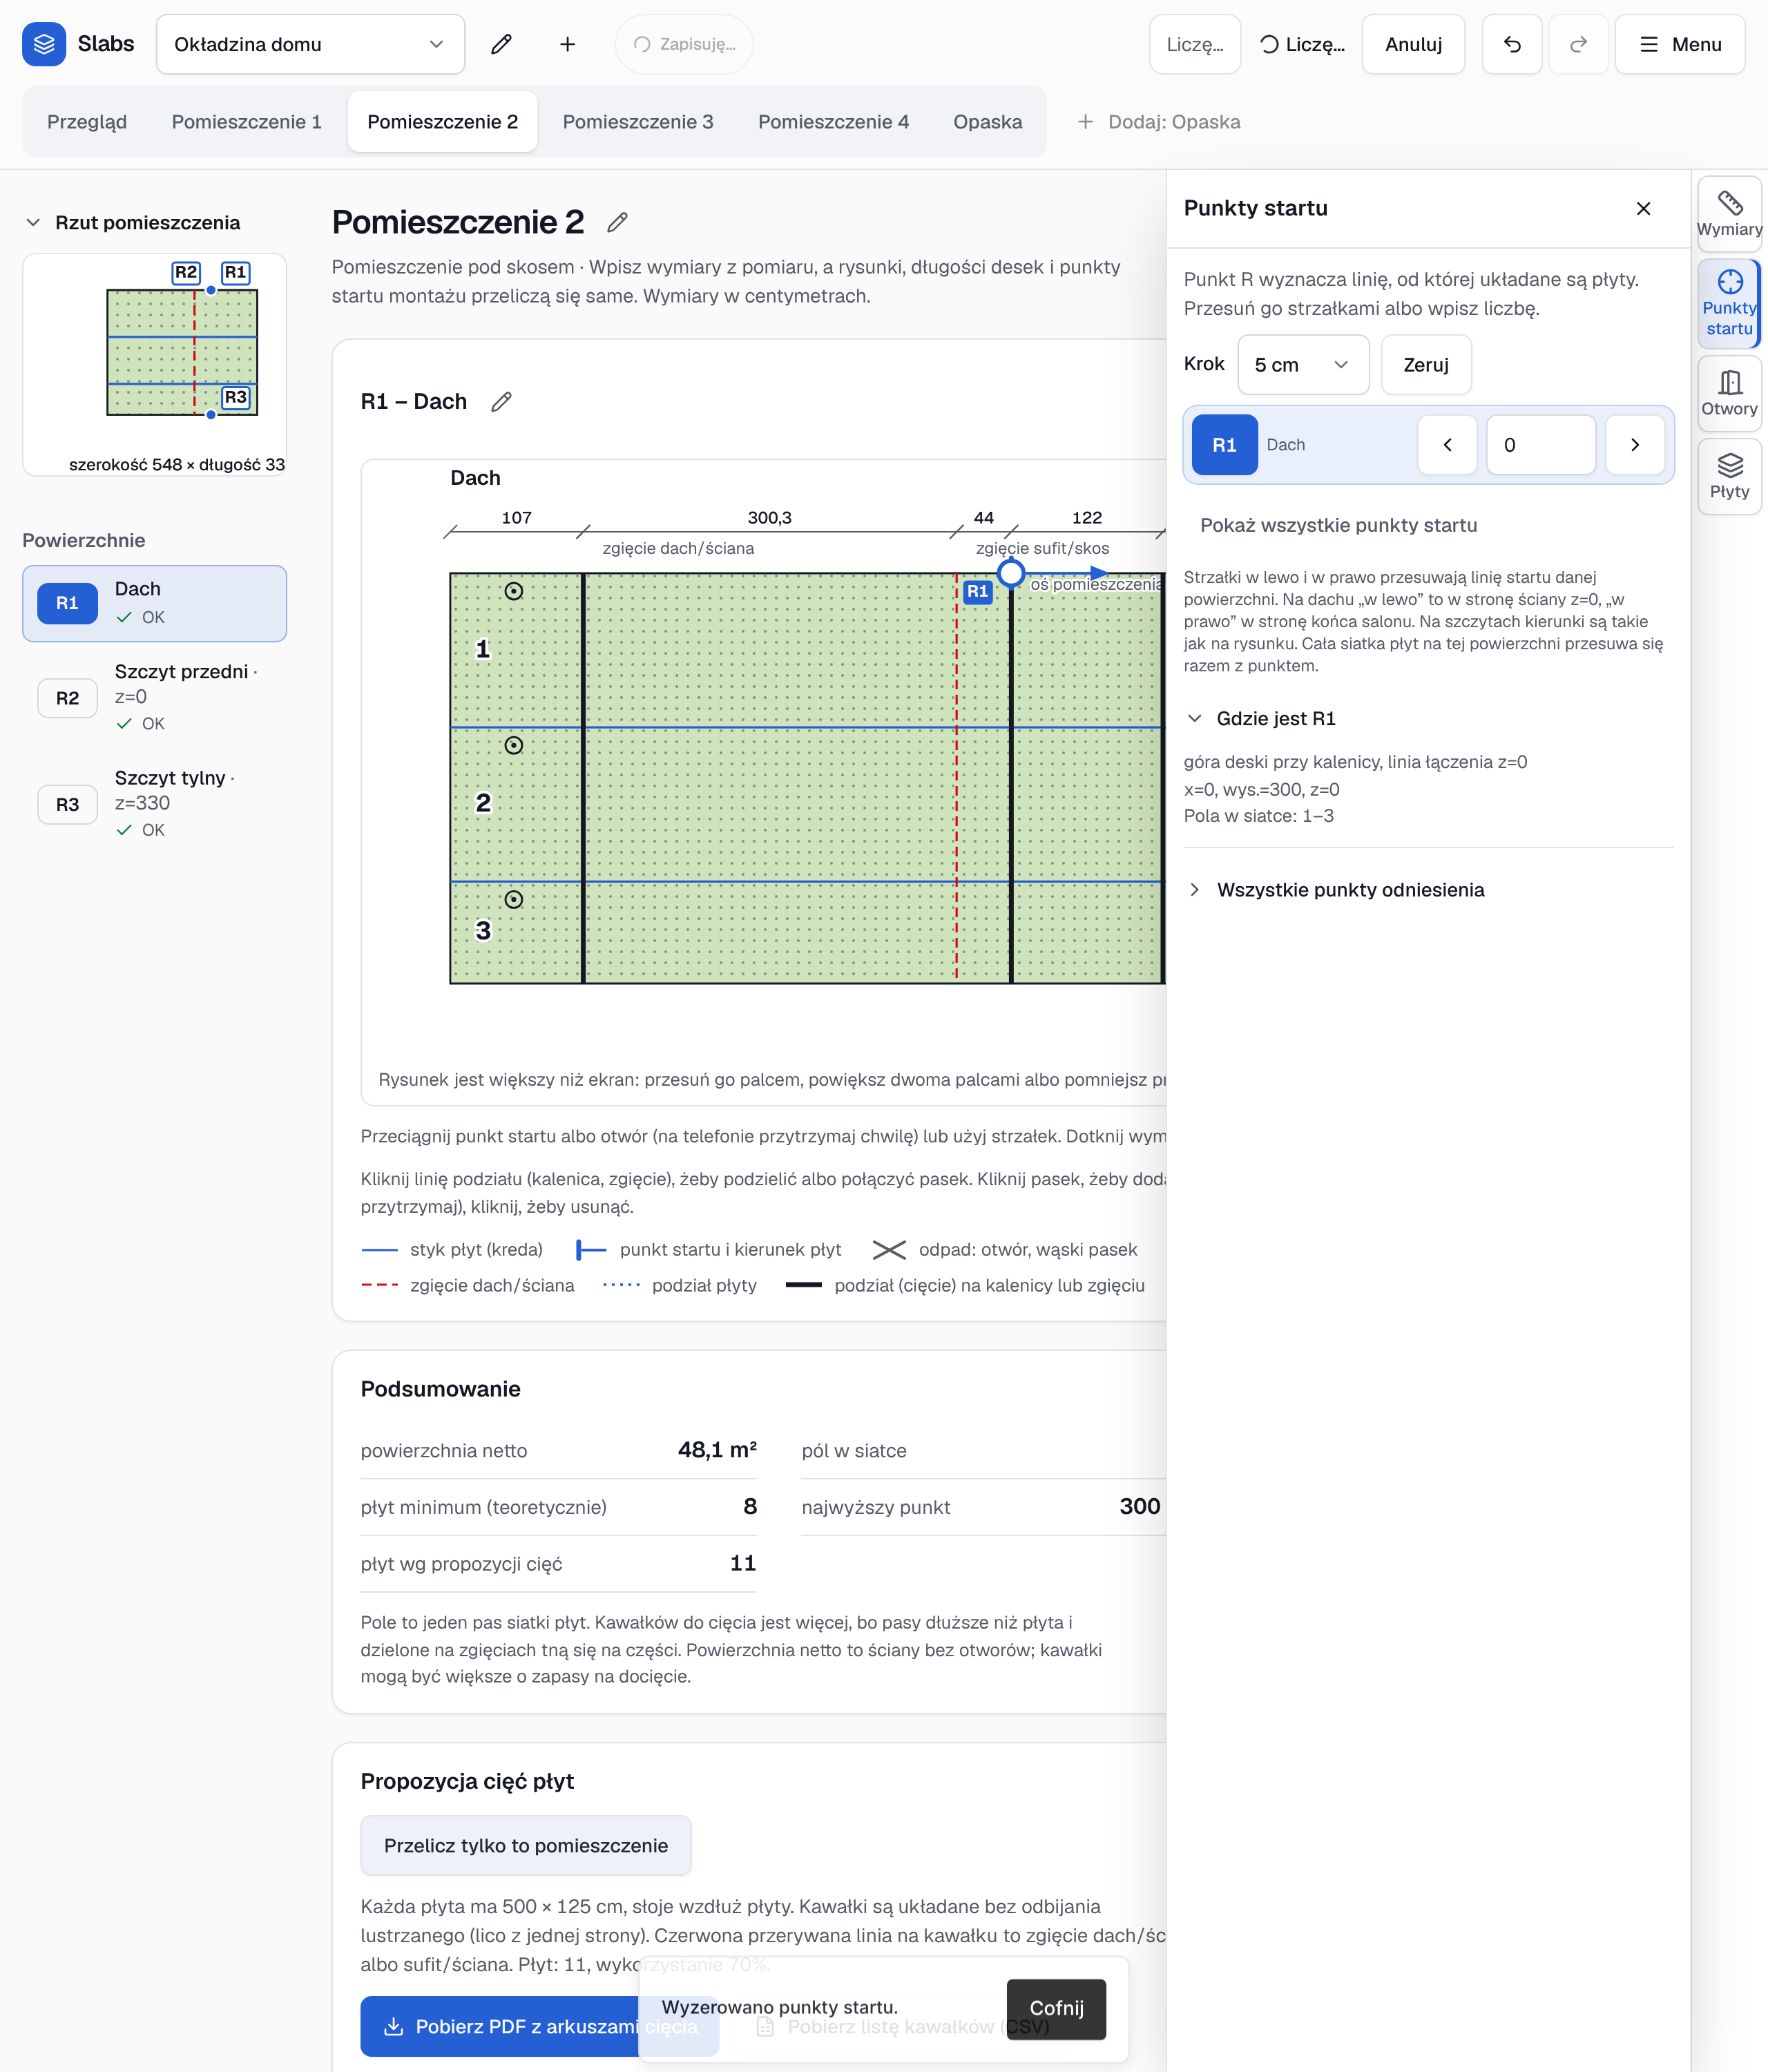 Slabs
Okładzina domu
Zapisuję…
Liczę…
Liczę…
Anuluj
Menu
Przegląd
Pomieszczenie 1
Pomieszczenie 2
Pomieszczenie 3
Pomieszczenie 4
Opaska
Dodaj: Opaska
Rzut pomieszczenia
R2
R1
R3
szerokość 548 × długość 33
Powierzchnie
R1
Dach
OK
R2
Szczyt przedni ·
z=0
OK
R3
Szczyt tylny ·
z=330
OK
Pomieszczenie 2
Pomieszczenie pod skosem · Wpisz wymiary z pomiaru, a rysunki, długości desek i punkty
startu montażu przeliczą się same. Wymiary w centymetrach.
R1 – Dach
Dach
107
300,3
44
122
zgięcie dach/ściana
zgięcie sufit/skos
R1
oś pomieszczenia
1
2
3
Rysunek jest większy niż ekran: przesuń go palcem, powiększ dwoma palcami albo pomniejsz
Przeciągnij punkt startu albo otwór (na telefonie przytrzymaj chwilę) lub użyj strzałek. Dotknij
Kliknij linię podziału (kalenica, zgięcie), żeby podzielić albo połączyć pasek. Kliknij pasek, żeby
przytrzymaj), kliknij, żeby usunąć.
styk płyt (kreda)
punkt startu i kierunek płyt
odpad: otwór, wąski pasek
zgięcie dach/ściana
podział płyty
podział (cięcie) na kalenicy lub zgięciu
Podsumowanie
powierzchnia netto
48,1 m²
pól w siatce
płyt minimum (teoretycznie)
8
najwyższy punkt
300
płyt wg propozycji cięć
11
Pole to jeden pas siatki płyt. Kawałków do cięcia jest więcej, bo pasy dłuższe niż płyta i
dzielone na zgięciach tną się na części. Powierzchnia netto to ściany bez otworów; kawałki
mogą być większe o zapasy na docięcie.
Propozycja cięć płyt
Przelicz tylko to pomieszczenie
Każda płyta ma 500 × 125 cm, słoje wzdłuż płyty. Kawałki są układane bez odbijania
lustrzanego (lico z jednej strony). Czerwona przerywana linia na kawałku to zgięcie dach/śc
albo sufit/ściana. Płyt: 11, wykorzystanie 70%.
Pobierz PDF z arkuszami cięcia
Pobierz listę kawałków (CSV)
Wyzerowano punkty startu.
Cofnij
Punkty startu
Punkt R wyznacza linię, od której układane są płyty.
Przesuń go strzałkami albo wpisz liczbę.
Krok
5 cm
Zeruj
R1
Dach
0
Pokaż wszystkie punkty startu
Strzałki w lewo i w prawo przesuwają linię startu danej
powierzchni. Na dachu „w lewo” to w stronę ściany z=0, „w
prawo” w stronę końca salonu. Na szczytach kierunki są takie
jak na rysunku. Cała siatka płyt na tej powierzchni przesuwa się
razem z punktem.
Gdzie jest R1
góra deski przy kalenicy, linia łączenia z=0
x=0, wys.=300, z=0
Pola w siatce: 1–3
Wszystkie punkty odniesienia
Wymiary
Punkty
startu
Otwory
Płyty